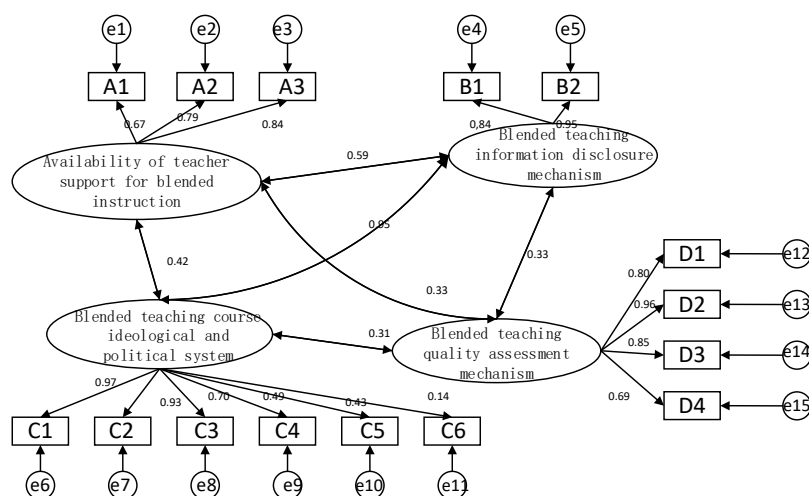 e1 e2 e3 e4 e5
A1 A2 A3 B1 B2
0.67 0.79 0.84 0,84 0.95
Availability of teacher
support for blended
instruction
0.59
Blended teaching
information disclosure
mechanism
0.95
0.42 0.33 0.33
Blended teaching course
ideological and
political system
0.31
Blended teaching
quality assessment
mechanism
D1 e12
0.80
D2 e13
0.96
D3 e14
0.85
D4 e15
0.69
0.97 0.93 0.70 0.49 0.43 0.14
C1 C2 C3 C4 C5 C6
e6 e7 e8 e9 e10 e11